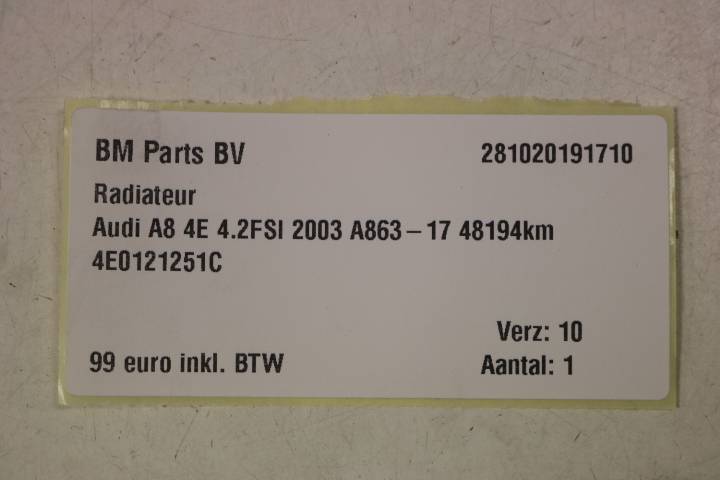 BM Parts BV 281020191710
Radiateur
Audi A8 4E 4.2FSI 2003 A863-17 48194km
4E0121251C
Verz: 10
99 euro inkl. BTW Aantal: 1